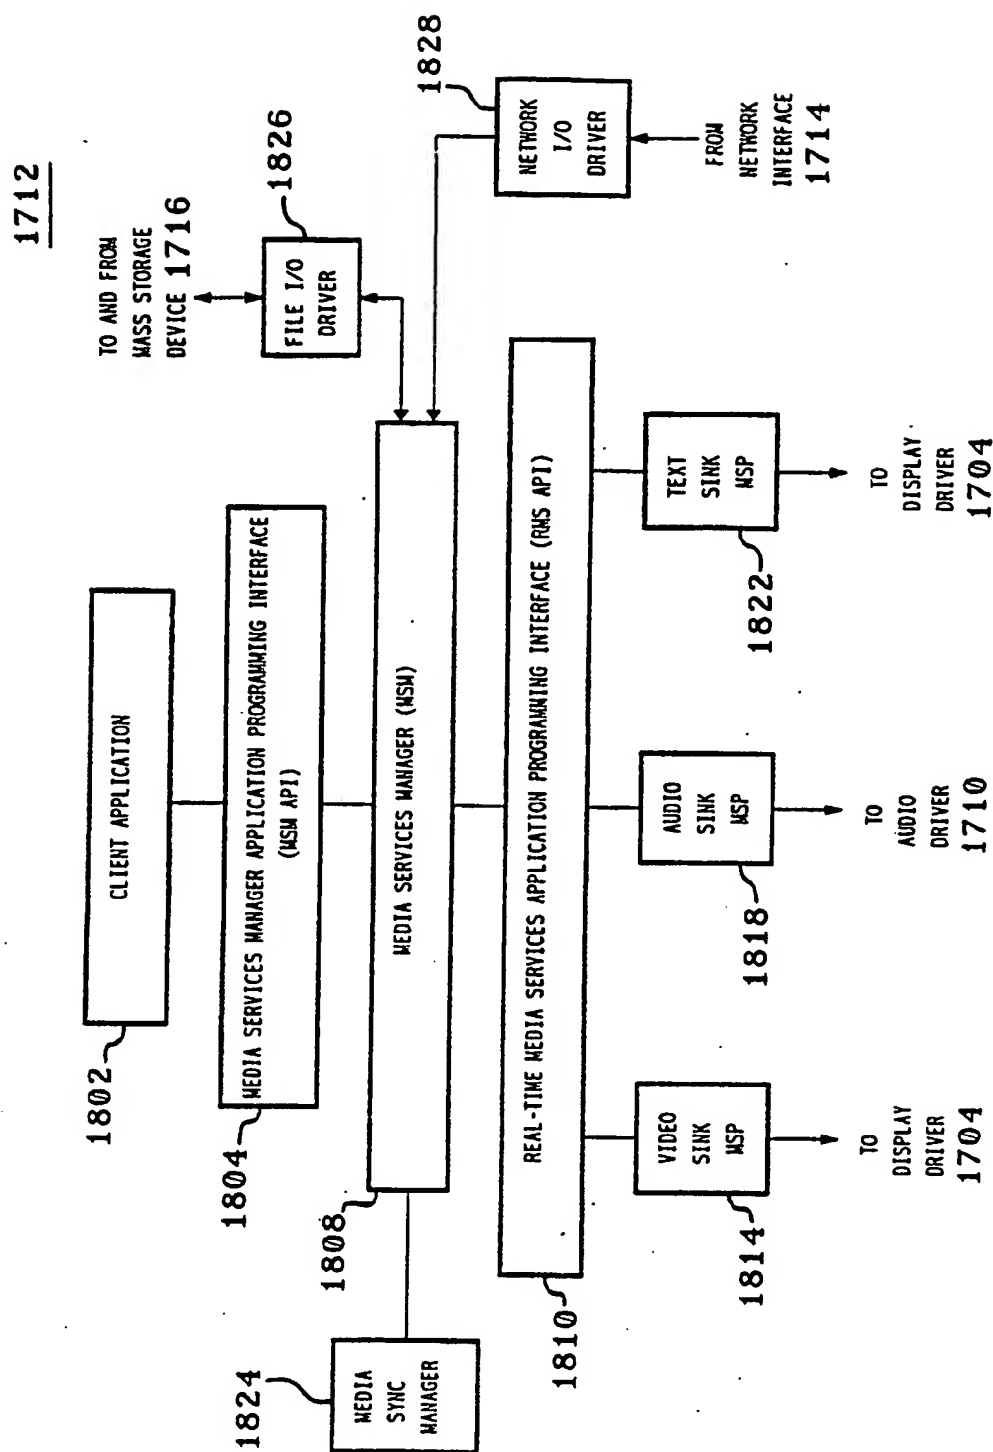 1712
CLIENT APPLICATION
1802
MEDIA SERVICES MANAGER APPLICATION PROGRAMMING INTERFACE
(MSM API)
1804
TO AND FROM
MASS STORAGE
DEVICE 1716
FILE I/O
DRIVER
1826
1828
NETWORK
I/O
DRIVER
FROM
NETWORK
INTERFACE
1714
1824
MEDIA
SYNC
MANAGER
1808
MEDIA SERVICES MANAGER (MSM)
REAL-TIME MEDIA SERVICES APPLICATION PROGRAMMING INTERFACE (RMS API)
1810
VIDEO
SINK
MSP
1814
TO
DISPLAY
DRIVER
1704
AUDIO
SINK
MSP
1818
TO
AUDIO
DRIVER
1710
TEXT
SINK
MSP
1822
TO
DISPLAY
DRIVER
1704